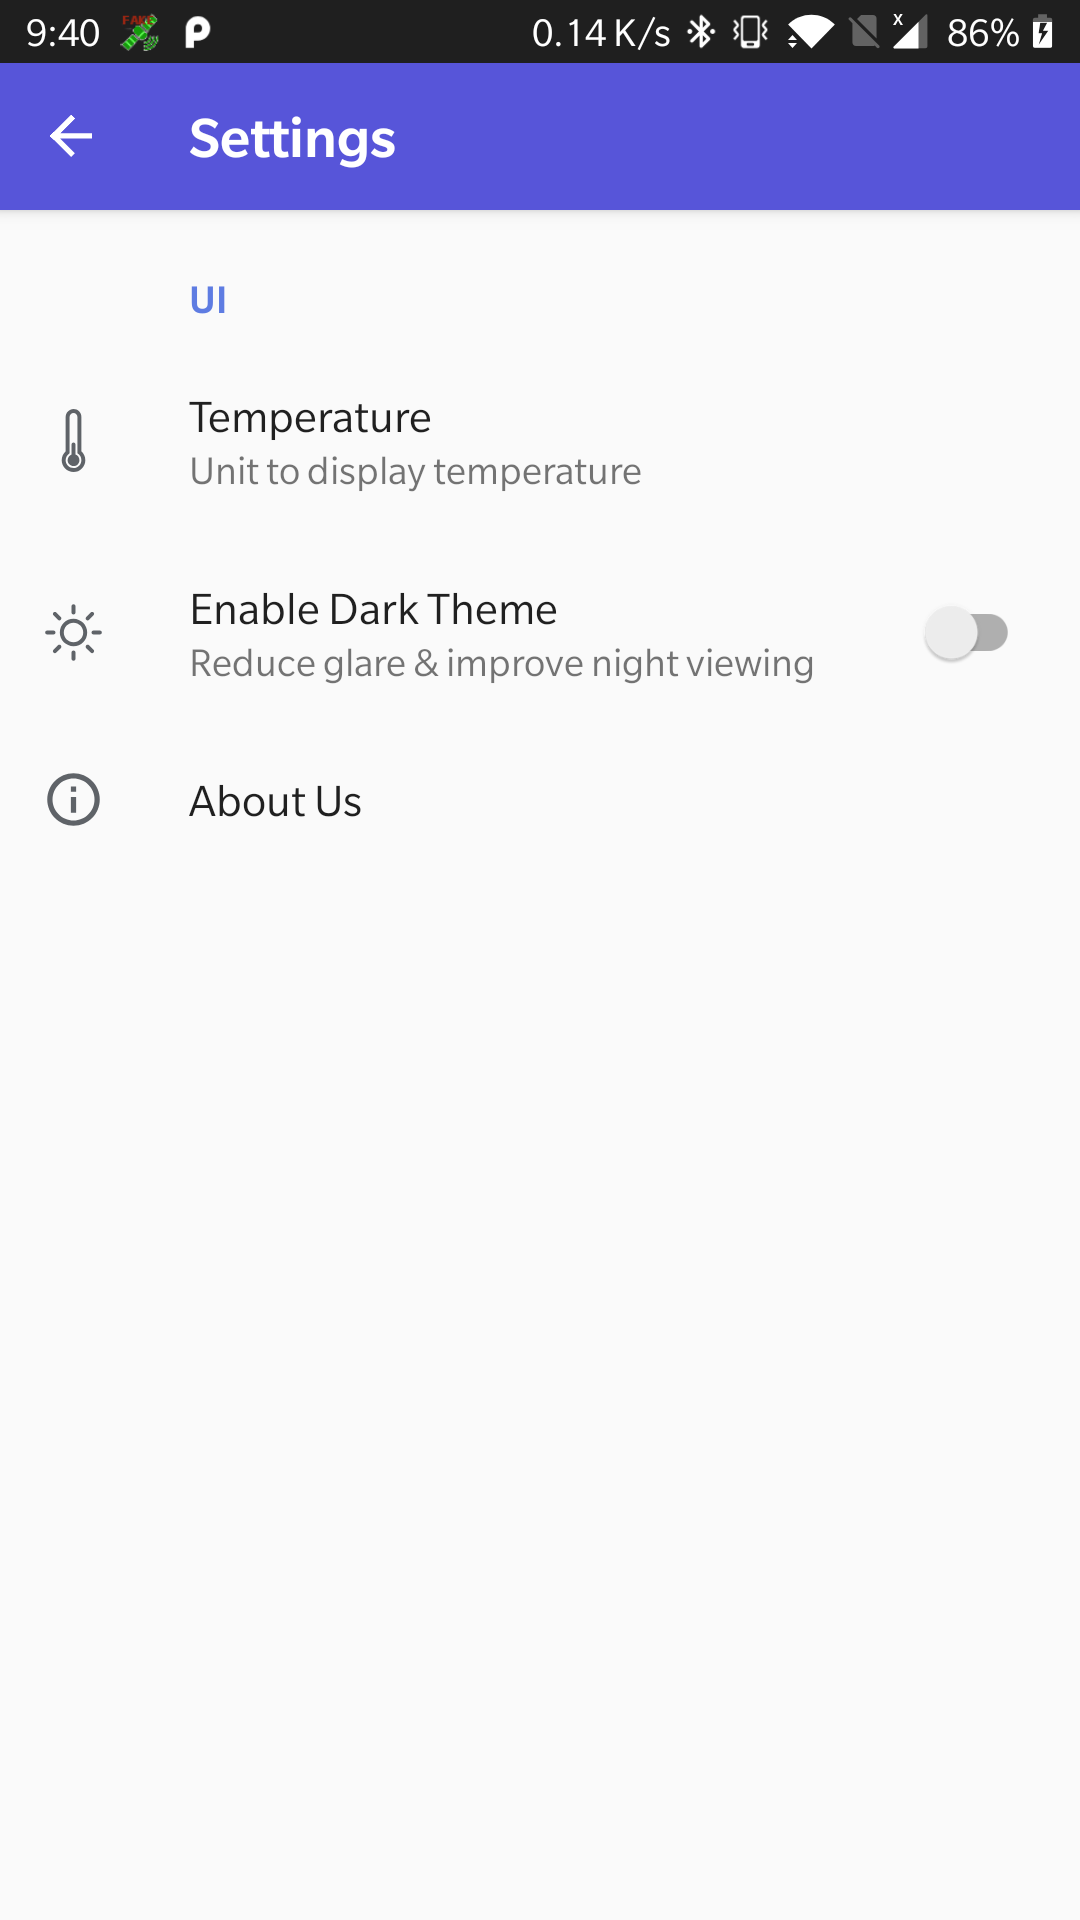 9:40 FAKE 0.14 K/s X 86%
Settings
UI
Temperature
Unit to display temperature
Enable Dark Theme
Reduce glare & improve night viewing
About Us